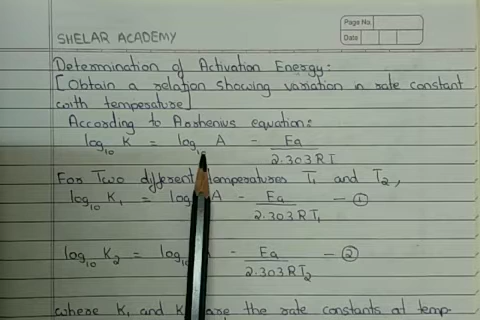 Page No.
Date
SHELAR ACADEMY
Determination of Activation Energy:
[Obtain a relation showing variation in rate constant
with temperature]
According to Arrhenius equation:
log₁₀ K = log₁₀ A - Ea / 2.303RT
For Two different temperatures T₁ and T₂,
log₁₀ K₁ = log A - Ea / 2.303RT₁ — ①
log₁₀ K₂ = log₁₀ - Ea / 2.303RT₂ — ②
where K₁ and K are the rate constants at temp-